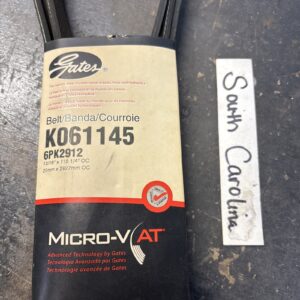 Gates
Belt/Banda/Courroie
K061145
6PK2912
MICRO-V AT
Advanced Technology by Gates
Tecnología Avanzada por Gates
Technologie avancée de Gates
South Carolina